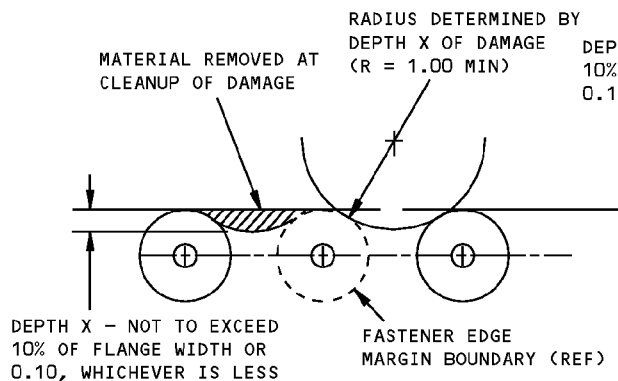 RADIUS DETERMINED BY
DEPTH X OF DAMAGE
(R = 1.00 MIN)
MATERIAL REMOVED AT
CLEANUP OF DAMAGE
10%
0.1
DEPTH X - NOT TO EXCEED
10% OF FLANGE WIDTH OR
0.10, WHICHEVER IS LESS
FASTENER EDGE
MARGIN BOUNDARY (REF)